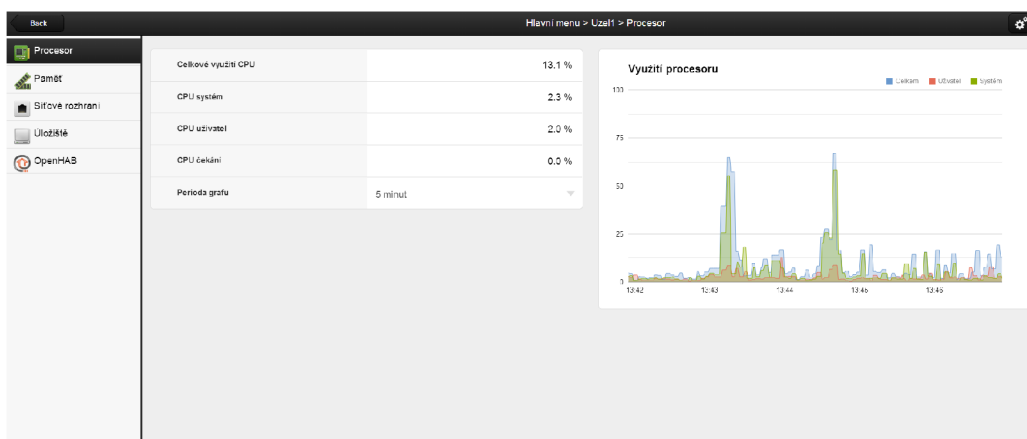 Back
Hlavní menu > Uzel1 > Procesor
Procesor
Paměť
Síťové rozhraní
Úložiště
OpenHAB
Celkové využití CPU
13.1 %
CPU systém
2.3 %
CPU uživatel
2.0 %
CPU čekání
0.0 %
Perioda grafu
5 minut
Využití procesoru
Celkem
Uživatel
Systém
100
75
50
25
0
13:42
13:43
13:44
13:45
13:46